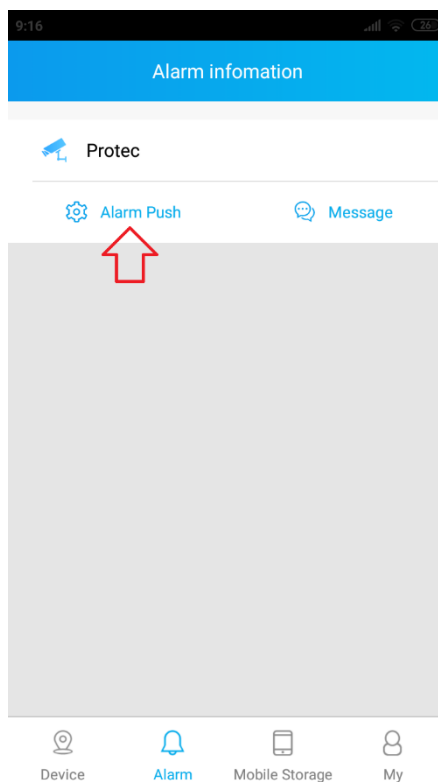 9:16 26
Alarm infomation
Protec
Alarm Push Message
Device Alarm Mobile Storage My